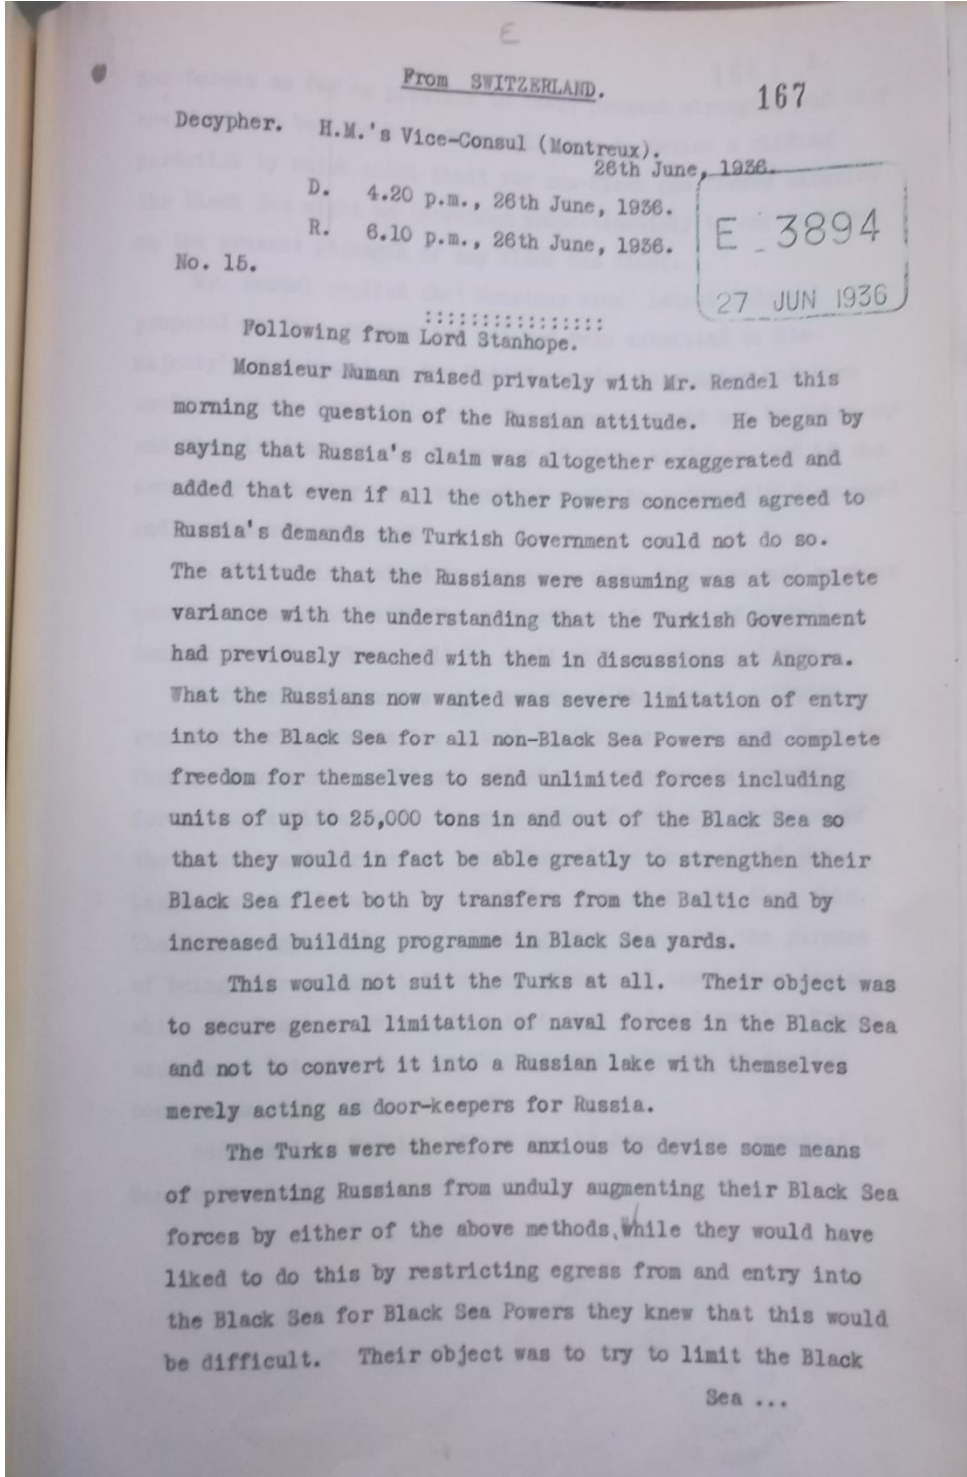 E
From SWITZERLAND.
167
Decypher. H.M.'s Vice-Consul (Montreux).
26th June, 1936.
D. 4.20 p.m., 26th June, 1936.
R. 6.10 p.m., 26th June, 1936.
No. 15.
E 3894
27 JUN 1936
::::::::::::::::
Following from Lord Stanhope.
Monsieur Numan raised privately with Mr. Rendel this
morning the question of the Russian attitude. He began by
saying that Russia's claim was altogether exaggerated and
added that even if all the other Powers concerned agreed to
Russia's demands the Turkish Government could not do so.
The attitude that the Russians were assuming was at complete
variance with the understanding that the Turkish Government
had previously reached with them in discussions at Angora.
What the Russians now wanted was severe limitation of entry
into the Black Sea for all non-Black Sea Powers and complete
freedom for themselves to send unlimited forces including
units of up to 25,000 tons in and out of the Black Sea so
that they would in fact be able greatly to strengthen their
Black Sea fleet both by transfers from the Baltic and by
increased building programme in Black Sea yards.
This would not suit the Turks at all. Their object was
to secure general limitation of naval forces in the Black Sea
and not to convert it into a Russian lake with themselves
merely acting as door-keepers for Russia.
The Turks were therefore anxious to devise some means
of preventing Russians from unduly augmenting their Black Sea
forces by either of the above methods, While they would have
liked to do this by restricting egress from and entry into
the Black Sea for Black Sea Powers they knew that this would
be difficult. Their object was to try to limit the Black
Sea ...